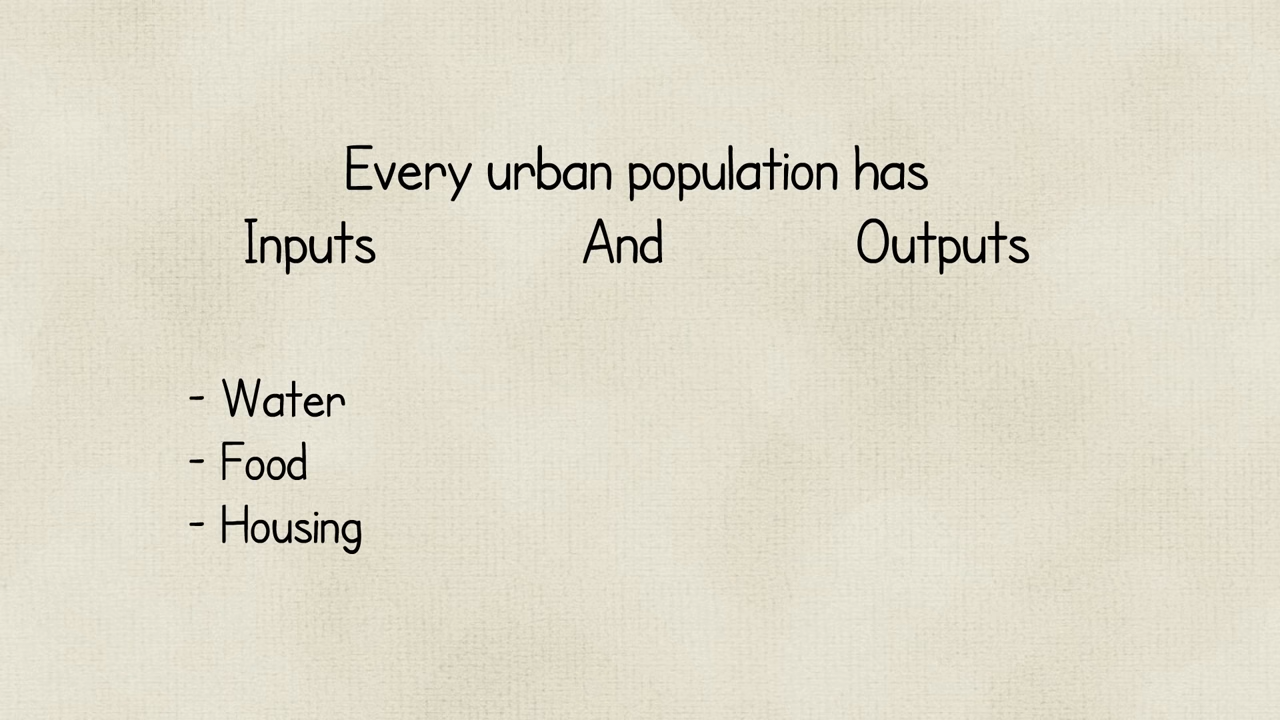 Every urban population has
Inputs And Outputs
- Water
- Food
- Housing